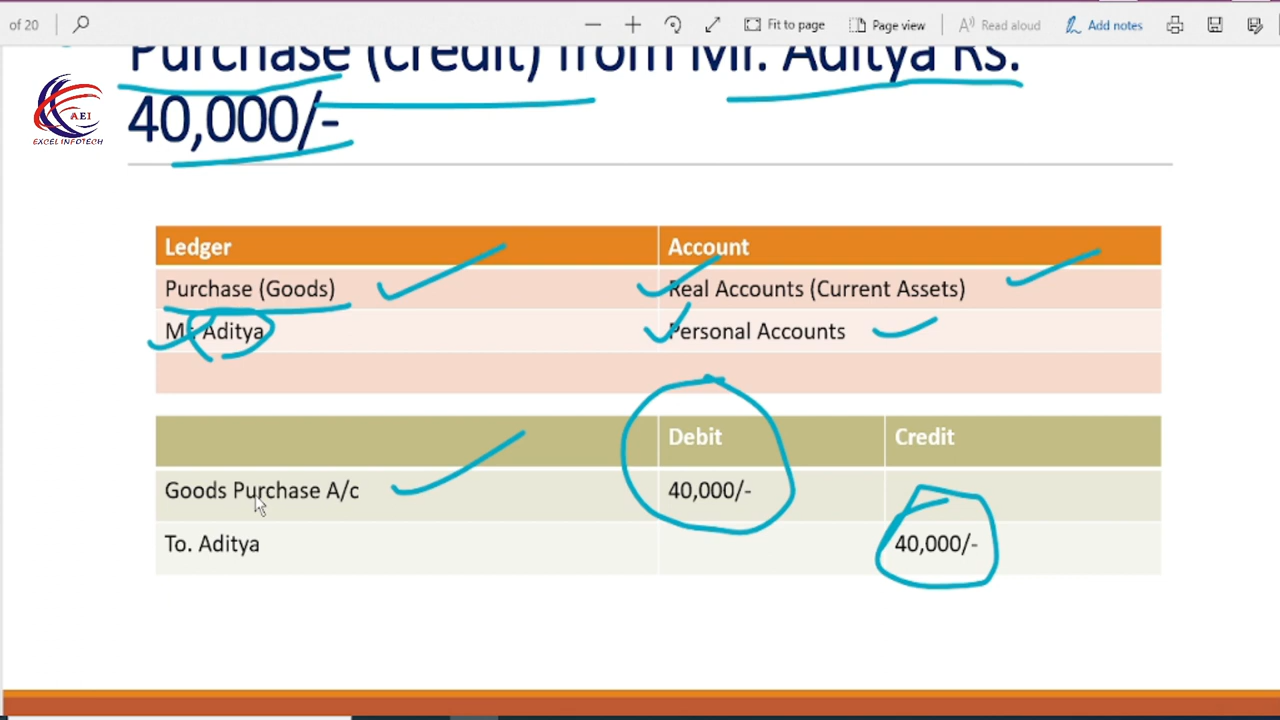 of 20
Fit to page
Page view
Read aloud
Add notes
Purchase (credit) from Mr. Aditya Rs.
40,000/-
AEI
EXCEL INFOTECH
Ledger Account
Purchase (Goods) Real Accounts (Current Assets)
Mr Aditya Personal Accounts
Debit Credit
Goods Purchase A/c 40,000/-
To. Aditya 40,000/-